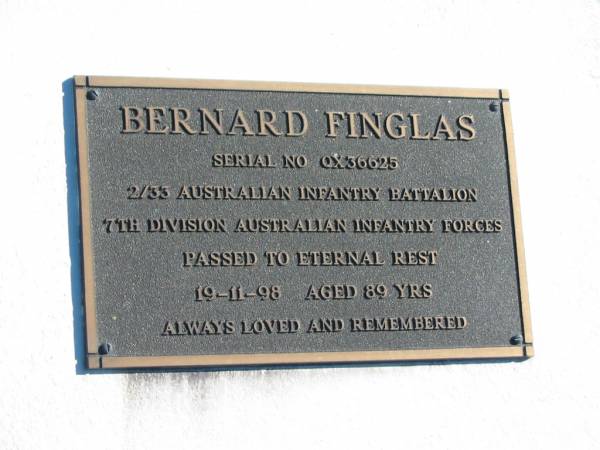 BERNARD FINGLAS
SERIAL NO QX36625
2/33 AUSTRALIAN INFANTRY BATTALION
7TH DIVISION AUSTRALIAN INFANTRY FORCES
PASSED TO ETERNAL REST
19-11-98 AGED 89 YRS
ALWAYS LOVED AND REMEMBERED